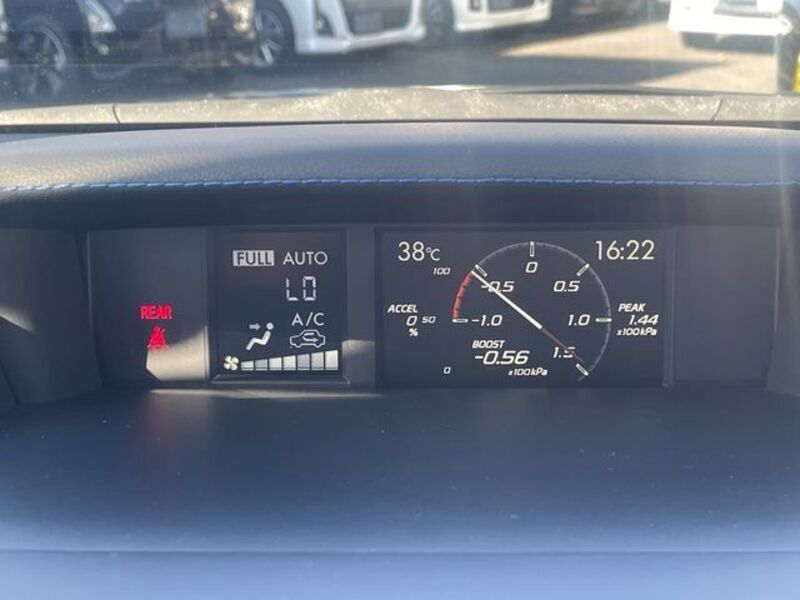 REAR
FULL AUTO
LO
A/C
38℃
16:22
100
50
0
ACCEL
0
%
-0.5
0
0.5
-1.0
1.0
1.5
BOOST
-0.56
x100kPa
PEAK
1.44
x100kPa